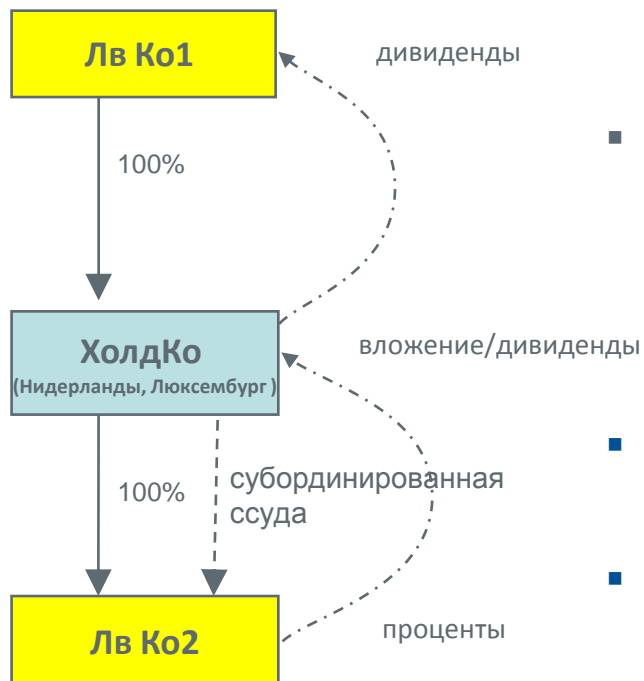 Лв Ко1
дивиденды
100%
ХолдКо
(Нидерланды, Люксембург )
вложение/дивиденды
100%
субординированная
ссуда
Лв Ко2
проценты